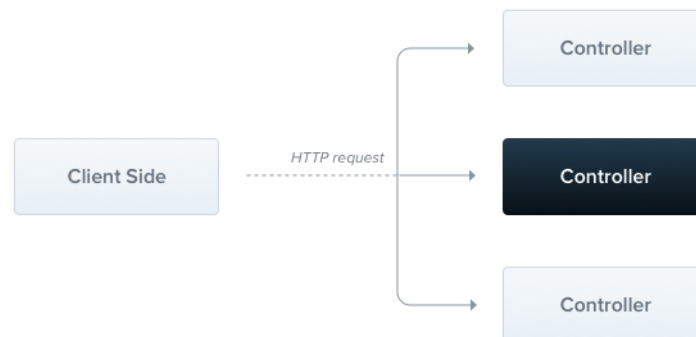 Controller
HTTP request
Client Side
Controller
Controller